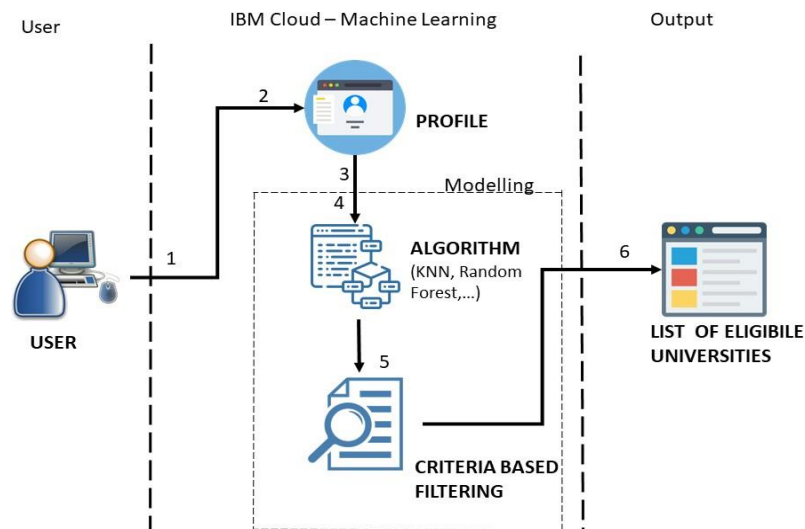 User
IBM Cloud – Machine Learning
Output
2
PROFILE
3
Modelling
4
ALGORITHM
(KNN, Random
Forest,...)
1
6
USER
LIST OF ELIGIBILE
UNIVERSITIES
5
CRITERIA BASED
FILTERING